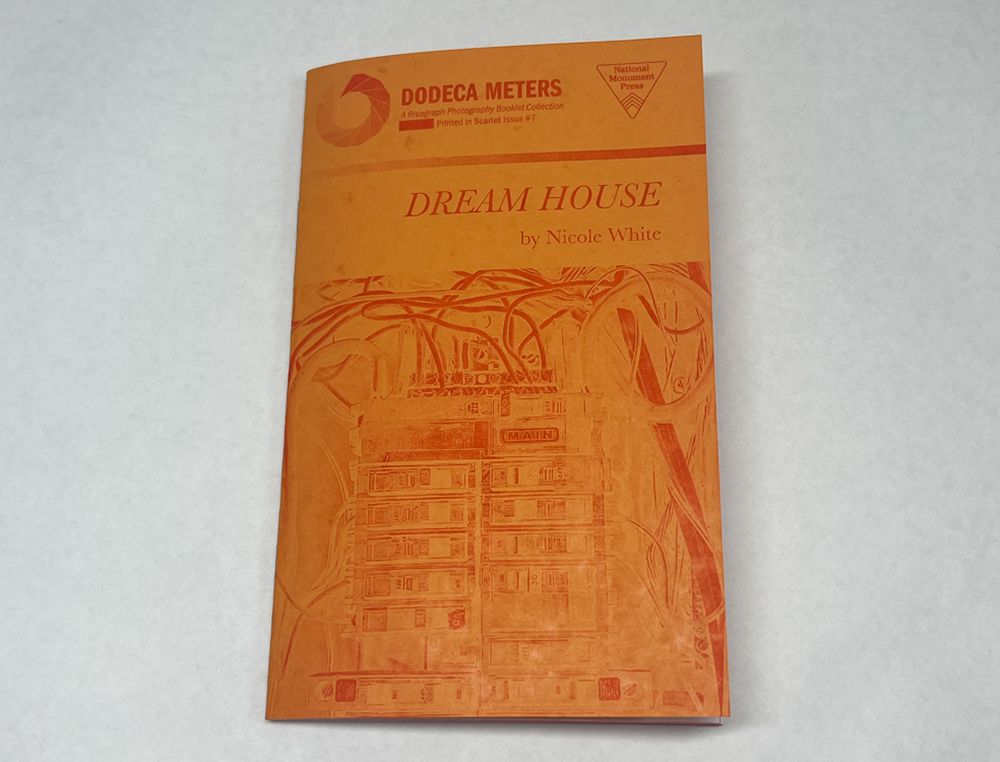 DODECA METERS
A Risograph Photography Booklet Collection
Printed in Scarlet Issue #7
National
Monument
Press
DREAM HOUSE
by Nicole White
MAIN
30